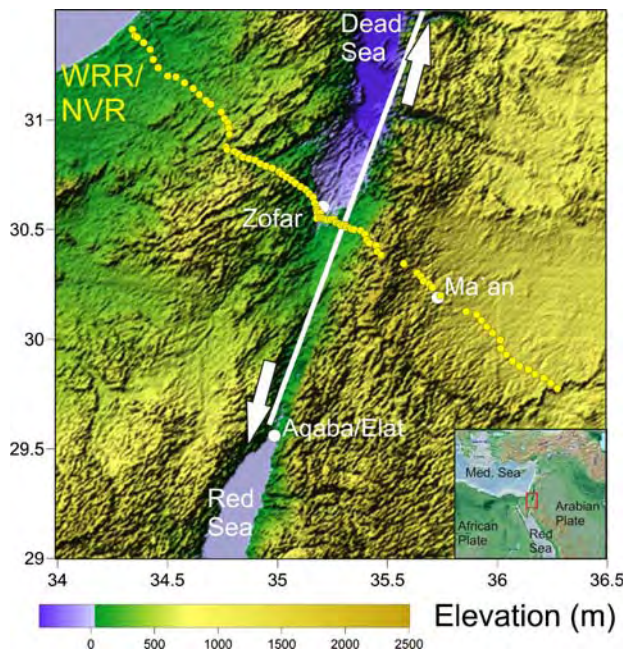 Dead
Sea
WRR/
NVR
31
30.5
30
29.5
29
Zofar
Ma`an
Aqaba/Elat
Red
Sea
Med. Sea
African
Plate
Arabian
Plate
Red
Sea
34
34.5
35
35.5
36
36.5
0
500
1000
1500
2000
2500
Elevation (m)